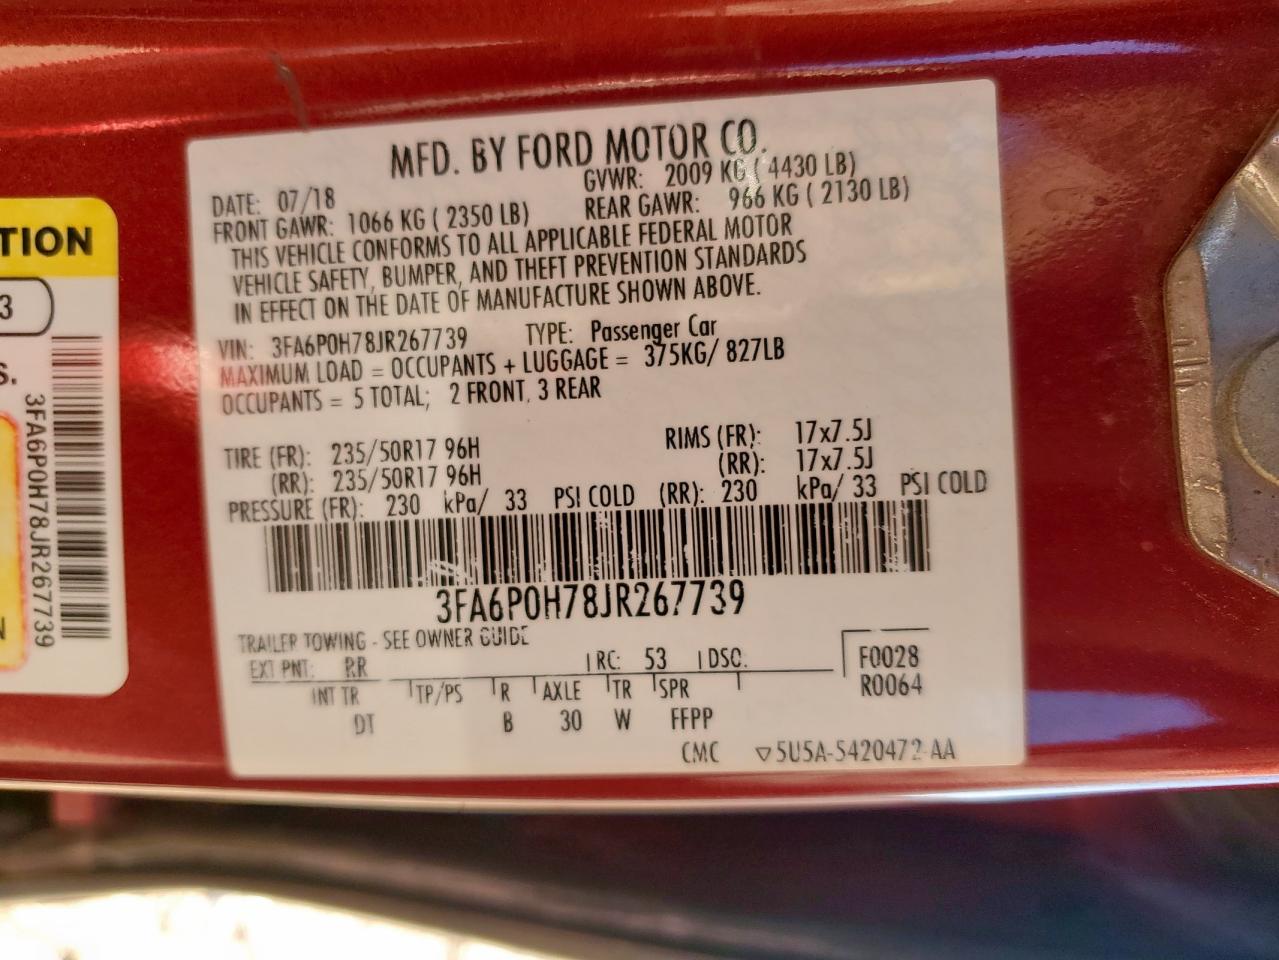 MFD. BY FORD MOTOR CO.
DATE: 07/18 GVWR: 2009 KG ( 4430 LB)
FRONT GAWR: 1066 KG ( 2350 LB) REAR GAWR: 966 KG ( 2130 LB)
THIS VEHICLE CONFORMS TO ALL APPLICABLE FEDERAL MOTOR
VEHICLE SAFETY, BUMPER, AND THEFT PREVENTION STANDARDS
IN EFFECT ON THE DATE OF MANUFACTURE SHOWN ABOVE.
VIN: 3FA6P0H78JR267739 TYPE: Passenger Car
MAXIMUM LOAD = OCCUPANTS + LUGGAGE = 375KG/ 827LB
OCCUPANTS = 5 TOTAL; 2 FRONT, 3 REAR
TIRE (FR): 235/50R17 96H RIMS (FR): 17x7.5J
(RR): 235/50R17 96H (RR): 17x7.5J
PRESSURE (FR): 230 kPa/ 33 PSI COLD (RR): 230 kPa/ 33 PSI COLD
3FA6P0H78JR267739
TRAILER TOWING - SEE OWNER GUIDE
EXT PNT: RR RC: 53 DSO: F0028
INT TR TP/PS R AXLE TR SPR R0064
DT B 30 W FFPP
CMC ▽5U5A-5420472-AA
TION
3
S.
3FA6P0H78JR267739
N